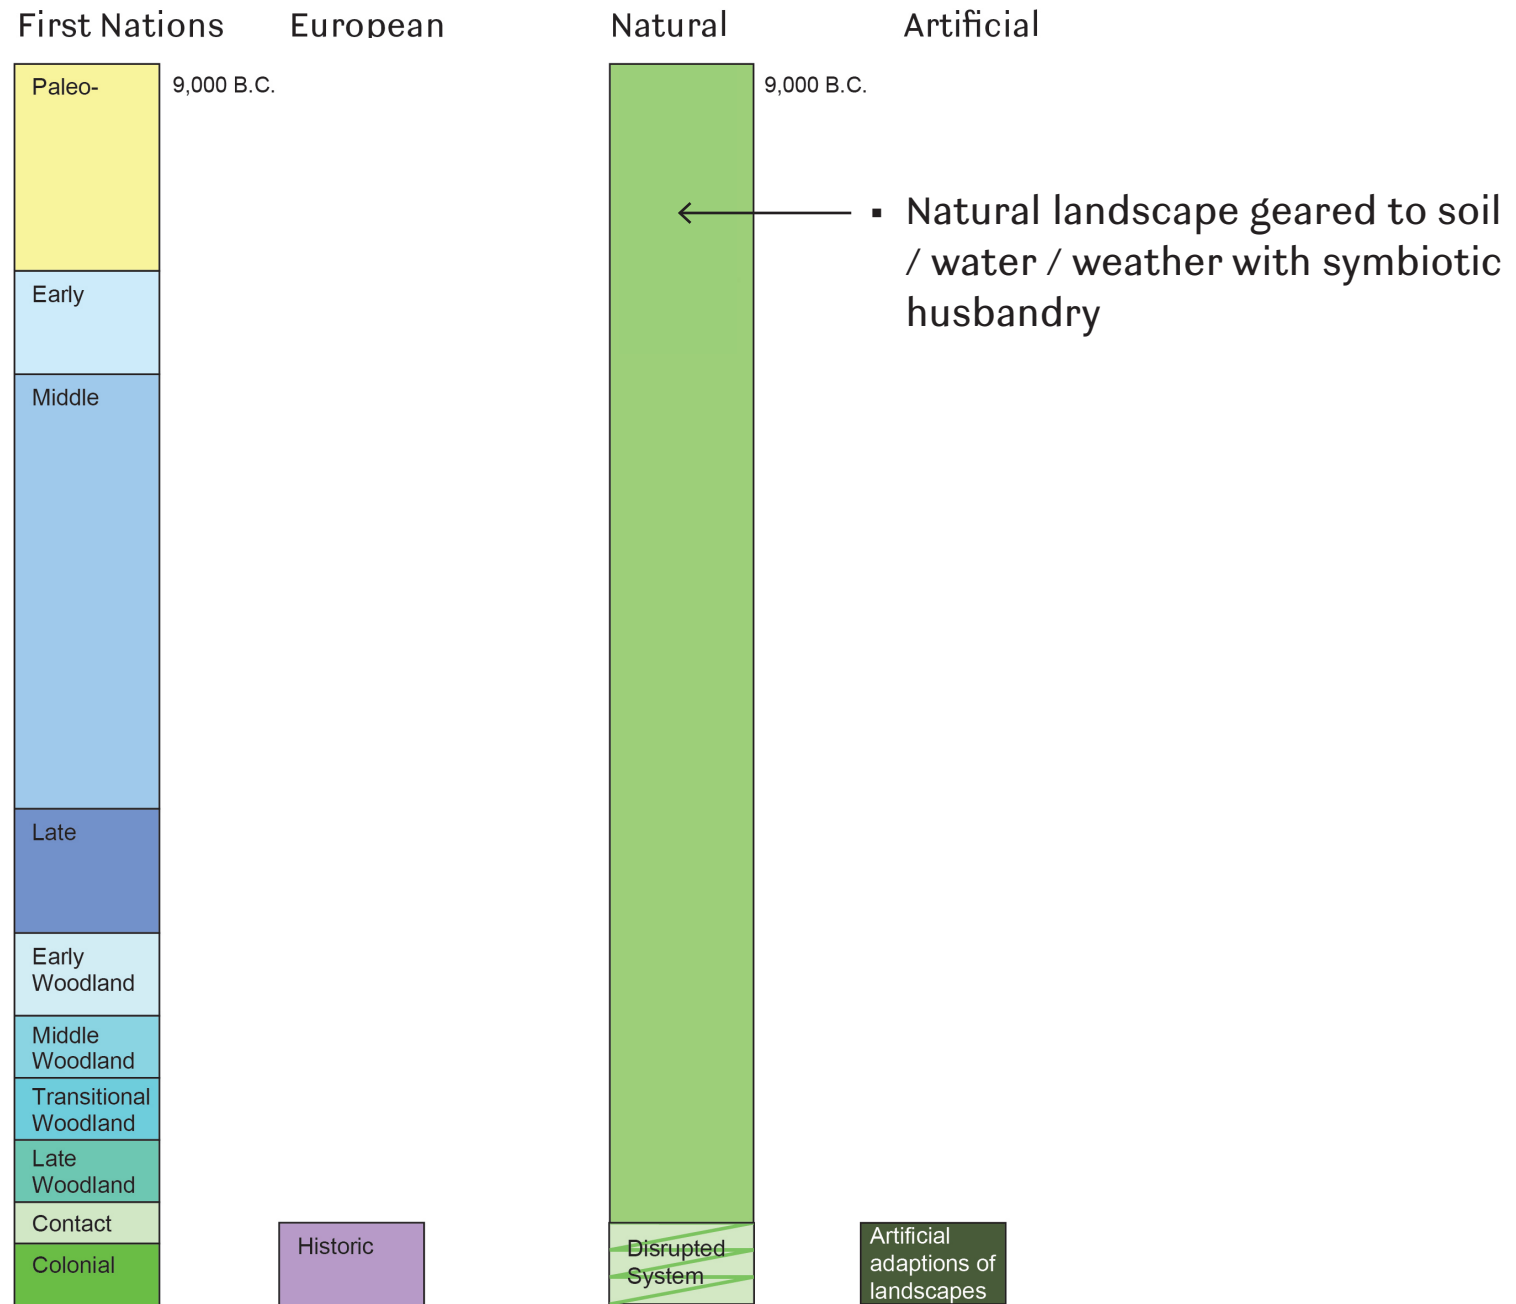 First Nations
European
Natural
Artificial
Paleo-
9,000 B.C.
9,000 B.C.
▪ Natural landscape geared to soil
/ water / weather with symbiotic
husbandry
Early
Middle
Late
Early
Woodland
Middle
Woodland
Transitional
Woodland
Late
Woodland
Contact
Colonial
Historic
Disrupted
System
Artificial
adaptions of
landscapes